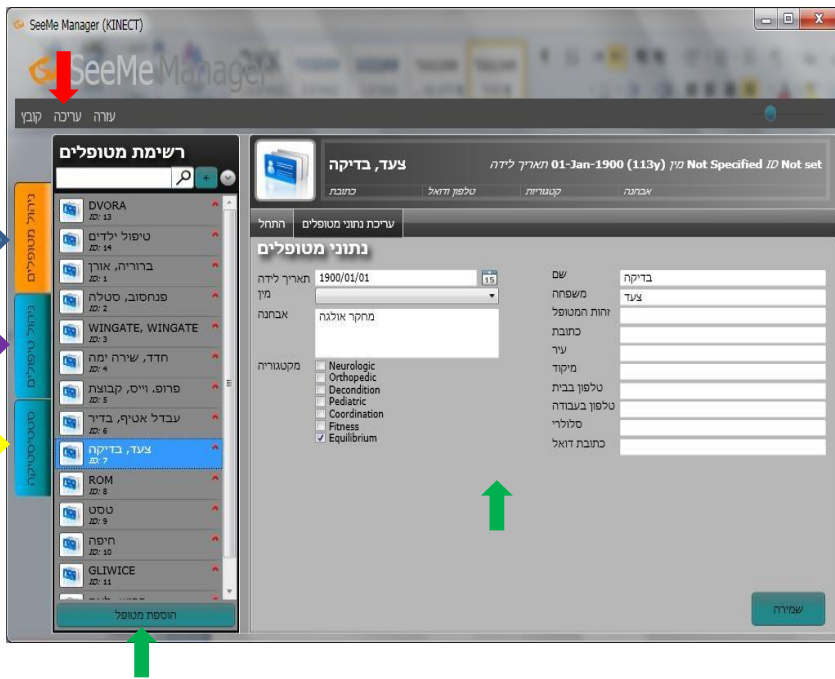 SeeMe Manager (KINECT)
SeeMe Manager
קובץ עריכה עזרה
רשימת מטופלים
ניהול מטופלים
ניהול טיפולים
סטטיסטיקה
DVORA
ID: 13
טיפול ילדים
ID: 14
ברוריה, אורן
ID: 1
פנחסוב, סטלה
ID: 2
WINGATE, WINGATE
ID: 3
חדד, שירה ימה
ID: 4
פרופ. וייס, קבוצת
ID: 5
עבדל אטיף, בדיר
ID: 6
צעד, בדיקה
ID: 7
ROM
ID: 8
טסט
ID: 9
חיפה
ID: 10
GLIWICE
ID: 11
הוספת מטופל
צעד, בדיקה
תאריך לידה 01-Jan-1900 (113y) מין Not Specified ID Not set
כתובת טלפון ודואל קטגוריות אבחנה
התחל עריכת נתוני מטופלים
נתוני מטופלים
תאריך לידה 1900/01/01 15
מין
אבחנה מחקר אולגה
מקטגוריה Neurologic
Orthopedic
Decondition
Pediatric
Coordination
Fitness
Equilibrium
שם בדיקה
משפחה צעד
זהות המטופל
כתובת
עיר
מיקוד
טלפון בבית
טלפון בעבודה
סלולרי
כתובת דואל
שמירה